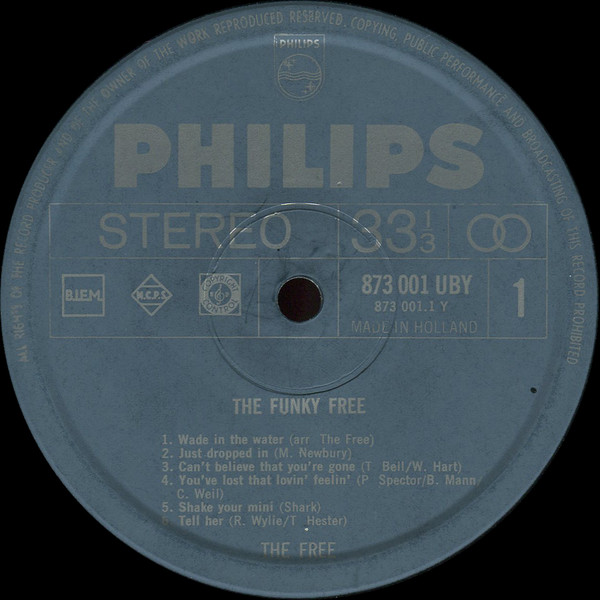 ALL RIGHTS OF THE RECORD PRODUCER AND OF THE OWNER OF THE WORK REPRODUCED RESERVED. COPYING, PUBLIC PERFORMANCE AND BROADCASTING OF THIS RECORD PROHIBITED
PHILIPS
PHILIPS
STEREO 33 1/3
B.I.E.M. M.C.P.S. 873 001 UBY 1
873 001.1 Y
MADE IN HOLLAND
THE FUNKY FREE
1. Wade in the water (arr The Free)
2. Just dropped in (M. Newbury)
3. Can't believe that you're gone (T Bell/W. Hart)
4. You've lost that lovin' feelin' (P Spector/B. Mann/
C. Weil)
5. Shake your mini (Shark)
6. Tell her (R. Wylie/T Hester)
THE FREE